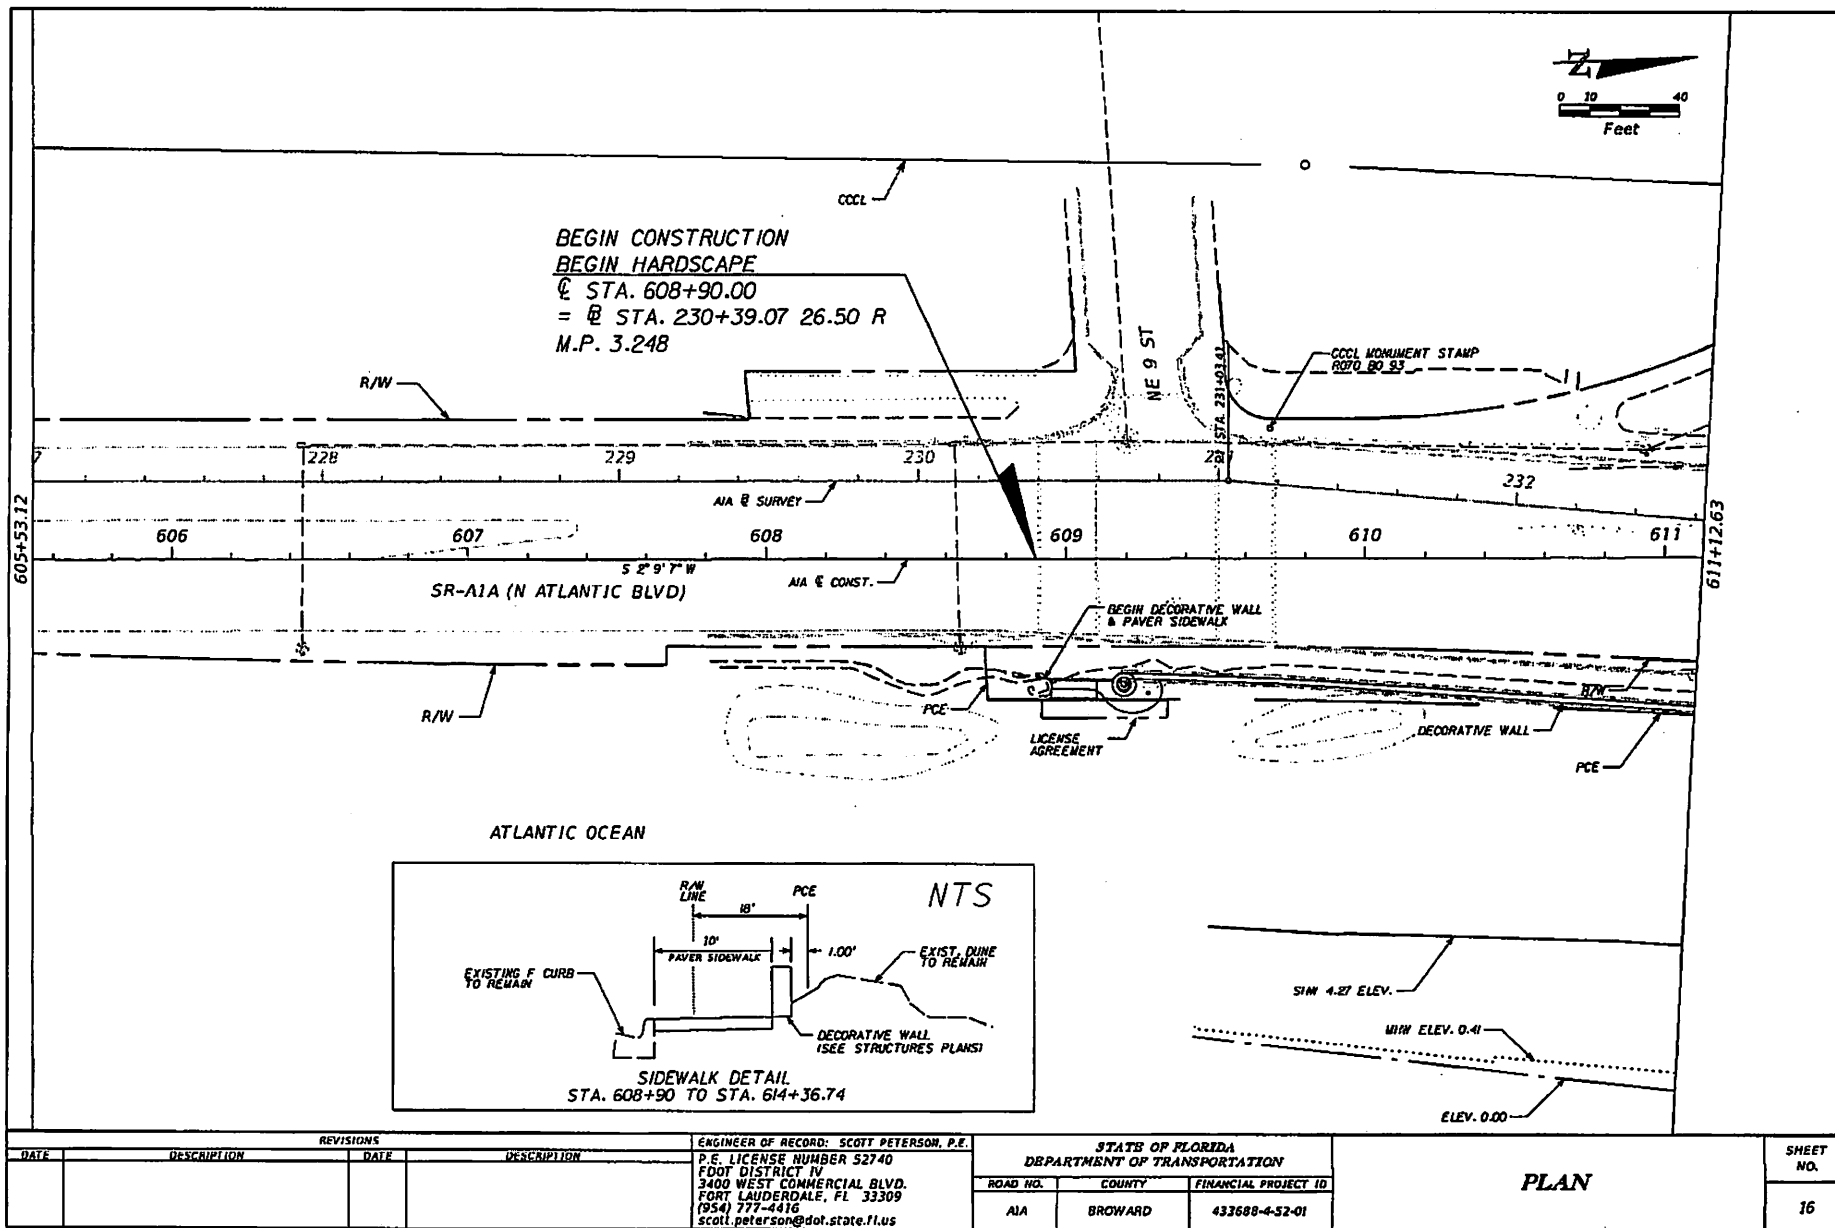 N
0 10 40
Feet
CCCL
BEGIN CONSTRUCTION
BEGIN HARDSCAPE
℄ STA. 608+90.00
= BL STA. 230+39.07 26.50 R
M.P. 3.248
R/W
NE 9 ST
STA. 231+03.41
CCCL MONUMENT STAMP
R070 BO 93
7 228 229 230 231 232
A1A BL SURVEY
605+53.12
606 607 608 609 610 611
611+12.63
S 2°9'7" W
SR-A1A (N ATLANTIC BLVD)
A1A ℄ CONST.
BEGIN DECORATIVE WALL
& PAVER SIDEWALK
R/W
R/W
PCE
LICENSE
AGREEMENT
DECORATIVE WALL
PCE
ATLANTIC OCEAN
NTS
R/W
LINE
PCE
18'
10'
PAVER SIDEWALK
1.00'
EXIST. DUNE
TO REMAIN
EXISTING F CURB
TO REMAIN
DECORATIVE WALL
(SEE STRUCTURES PLANS)
SIDEWALK DETAIL
STA. 608+90 TO STA. 614+36.74
4.27 ELEV.
MHW ELEV. 0.41
ELEV. 0.00
REVISIONS
DATE DESCRIPTION DATE DESCRIPTION
ENGINEER OF RECORD: SCOTT PETERSON, P.E.
P.E. LICENSE NUMBER 52740
FDOT DISTRICT IV
3400 WEST COMMERCIAL BLVD.
FORT LAUDERDALE, FL 33309
(954) 777-4416
scott.peterson@dot.state.fl.us
STATE OF FLORIDA
DEPARTMENT OF TRANSPORTATION
ROAD NO. COUNTY FINANCIAL PROJECT ID
A1A BROWARD 433688-4-52-01
PLAN
SHEET
NO.
16